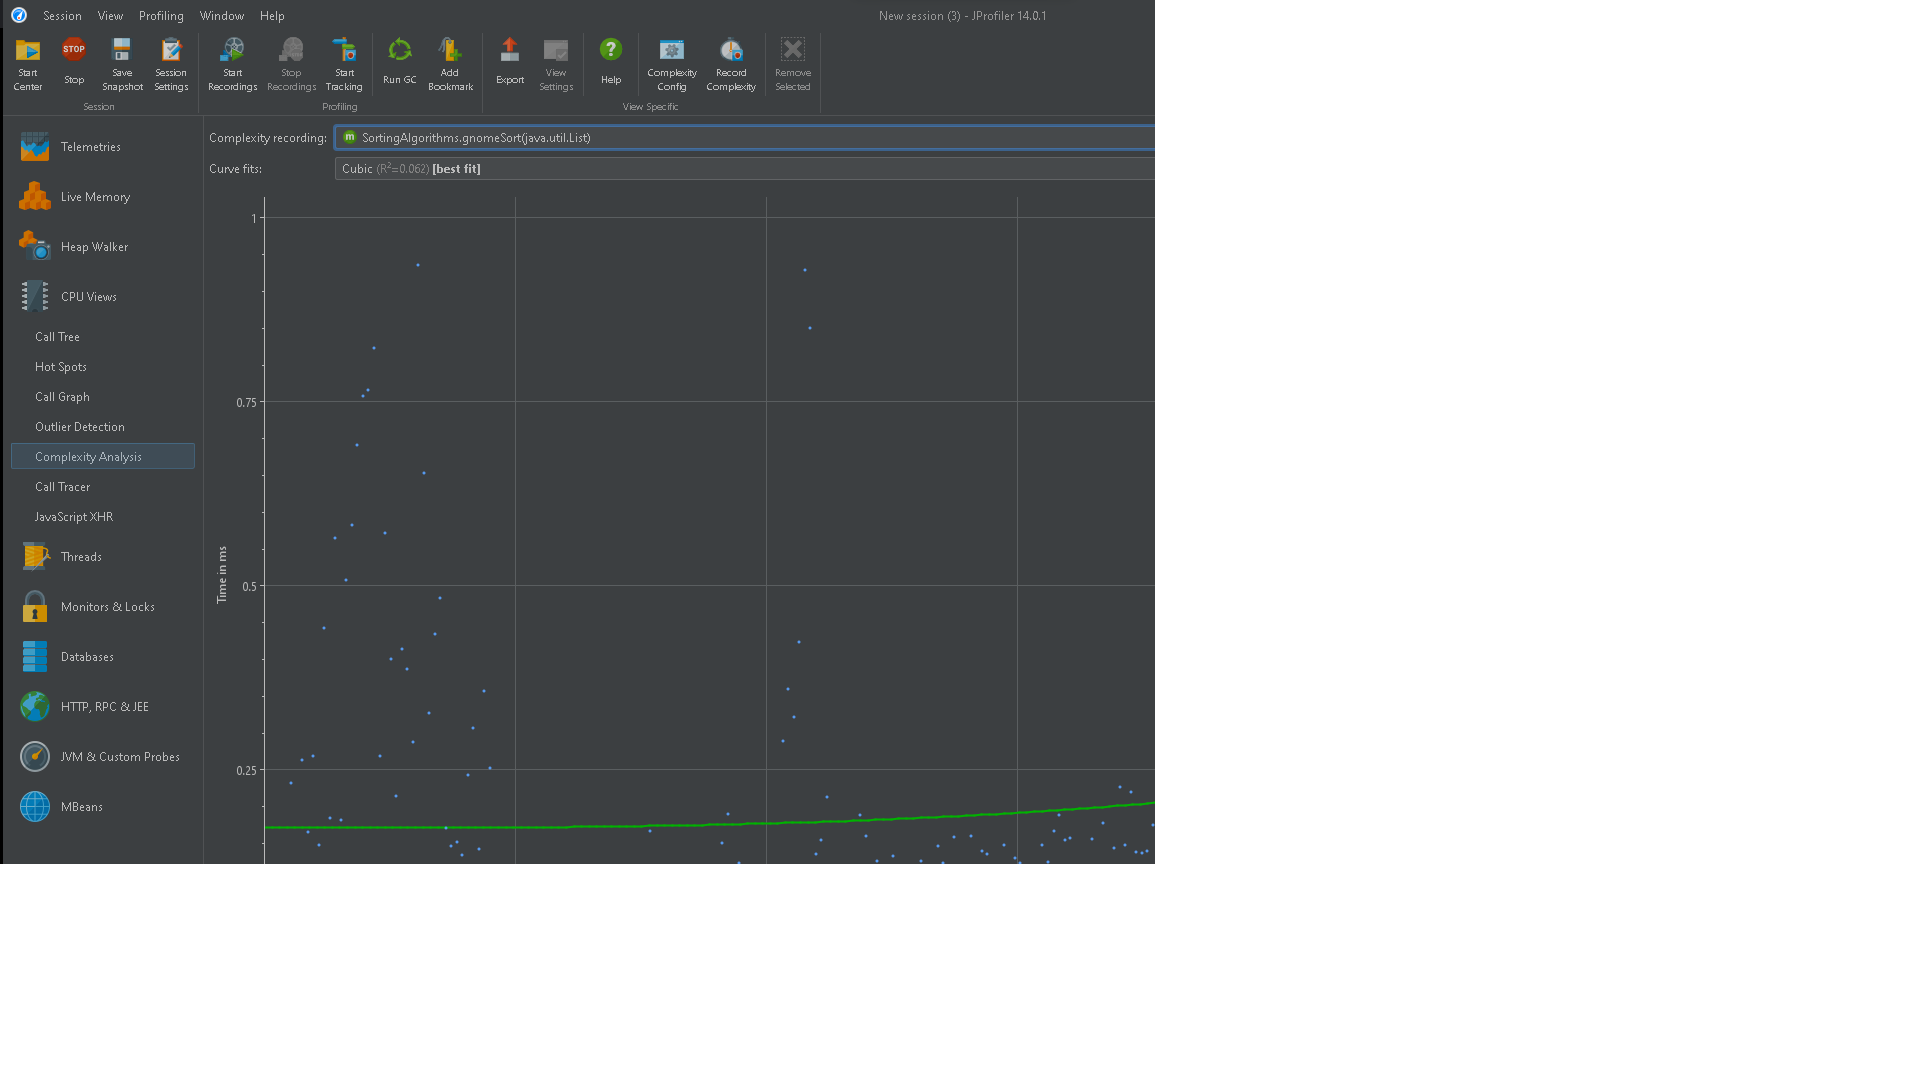 Session View Profiling Window Help New session (3) - JProfiler 14.0.1
Start Center
STOP Stop
Save Snapshot
Session Settings
Start Recordings
Stop Recordings
Start Tracking
Run GC
Add Bookmark
Export
View Settings
Help
Complexity Config
Record Complexity
Remove Selected
Session Profiling View Specific
Telemetries
Live Memory
Heap Walker
CPU Views
Call Tree
Hot Spots
Call Graph
Outlier Detection
Complexity Analysis
Call Tracer
JavaScript XHR
Threads
Monitors & Locks
Databases
HTTP, RPC & JEE
JVM & Custom Probes
MBeans
Complexity recording: m SortingAlgorithms.gnomeSort(java.util.List)
Curve fits: Cubic (R²=0.062) [best fit]
1
0.75
0.5
0.25
Time in ms